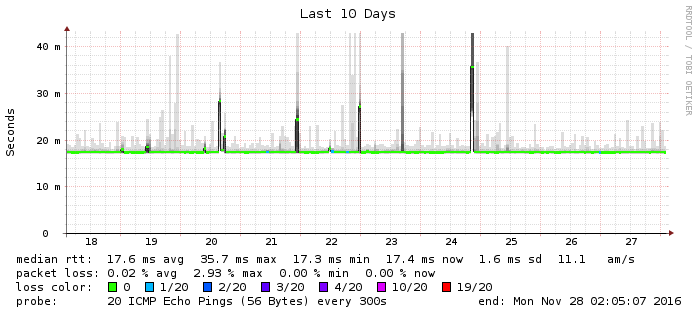 Last 10 Days
RRDTOOL / TOBI OETIKER
Seconds
40 m
30 m
20 m
10 m
0
18 19 20 21 22 23 24 25 26 27
median rtt: 17.6 ms avg 35.7 ms max 17.3 ms min 17.4 ms now 1.6 ms sd 11.1 am/s
packet loss: 0.02 % avg 2.93 % max 0.00 % min 0.00 % now
loss color: 0 1/20 2/20 3/20 4/20 10/20 19/20
probe: 20 ICMP Echo Pings (56 Bytes) every 300s end: Mon Nov 28 02:05:07 2016